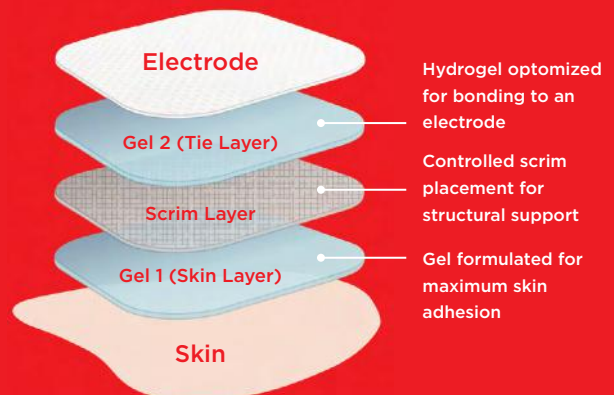 Electrode
Hydrogel optomized
for bonding to an
electrode
Gel 2 (Tie Layer)
Controlled scrim
placement for
structural support
Scrim Layer
Gel formulated for
maximum skin
adhesion
Gel 1 (Skin Layer)
Skin